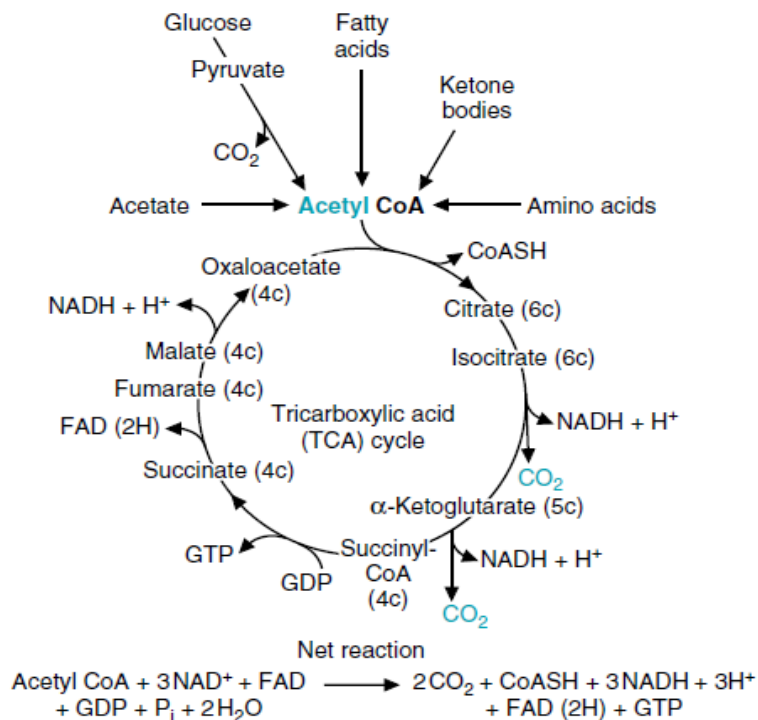 Glucose
Pyruvate
CO₂
Fatty
acids
Ketone
bodies
Acetate
Acetyl CoA
Amino acids
CoASH
Oxaloacetate
(4c)
Citrate (6c)
NADH + H⁺
Isocitrate (6c)
Malate (4c)
Fumarate (4c)
NADH + H⁺
Tricarboxylic acid
(TCA) cycle
FAD (2H)
CO₂
Succinate (4c)
α-Ketoglutarate (5c)
GTP
GDP
Succinyl-
CoA
(4c)
NADH + H⁺
CO₂
Net reaction
Acetyl CoA + 3NAD⁺ + FAD
+ GDP + Pᵢ + 2H₂O
2CO₂ + CoASH + 3NADH + 3H⁺
+ FAD (2H) + GTP